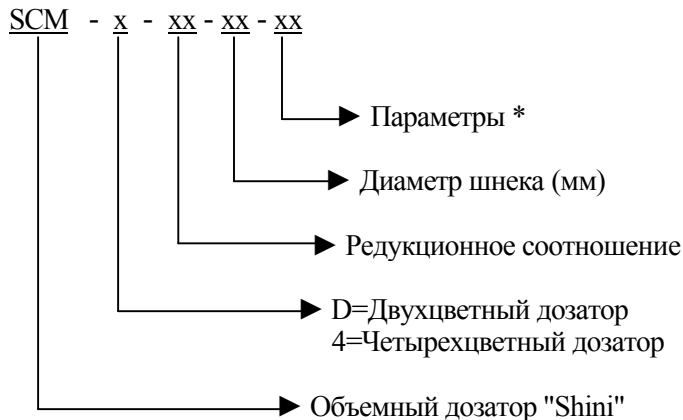 SCM - x - xx - xx - xx
Параметры *
Диаметр шнека (мм)
Редукционное соотношение
D=Двухцветный дозатор
4=Четырехцветный дозатор
Объемный дозатор "Shini"